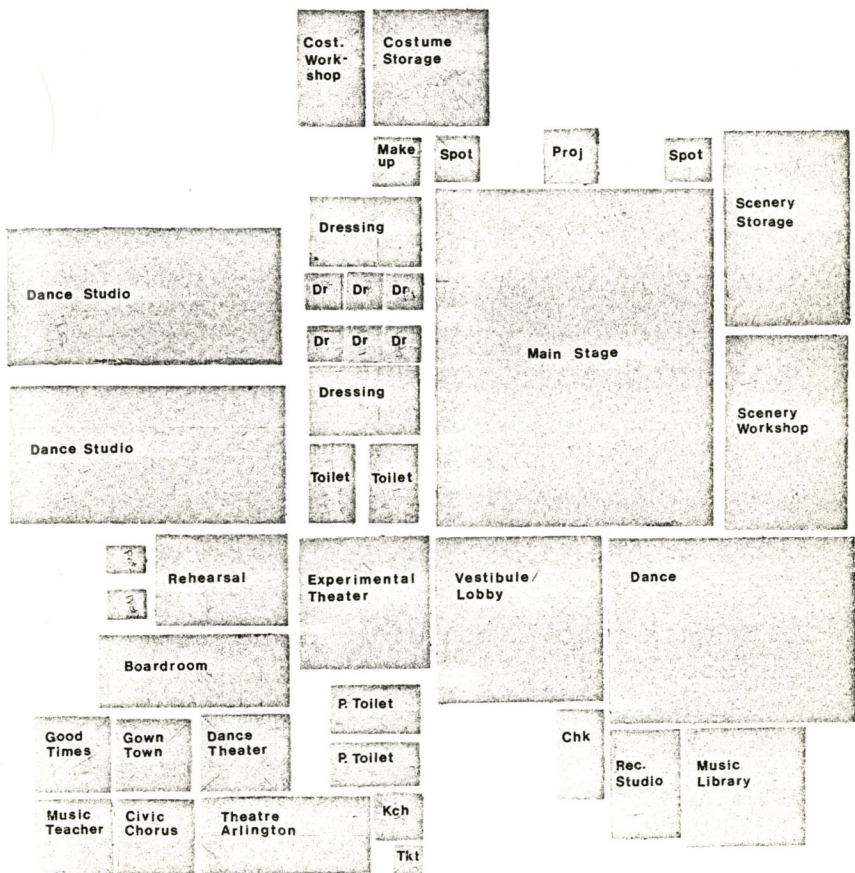 Cost.
Work-
shop
Costume
Storage
Make
up
Spot
Proj
Spot
Scenery
Storage
Dressing
Dance Studio
Dr
Dr
Dr
Dr
Dr
Dr
Main Stage
Dressing
Scenery
Workshop
Dance Studio
Toilet
Toilet
Rehearsal
Experimental
Theater
Vestibule/
Lobby
Dance
Boardroom
P. Toilet
Good
Times
Gown
Town
Dance
Theater
P. Toilet
Chk
Rec.
Studio
Music
Library
Music
Teacher
Civic
Chorus
Theatre
Arlington
Kch
Tkt